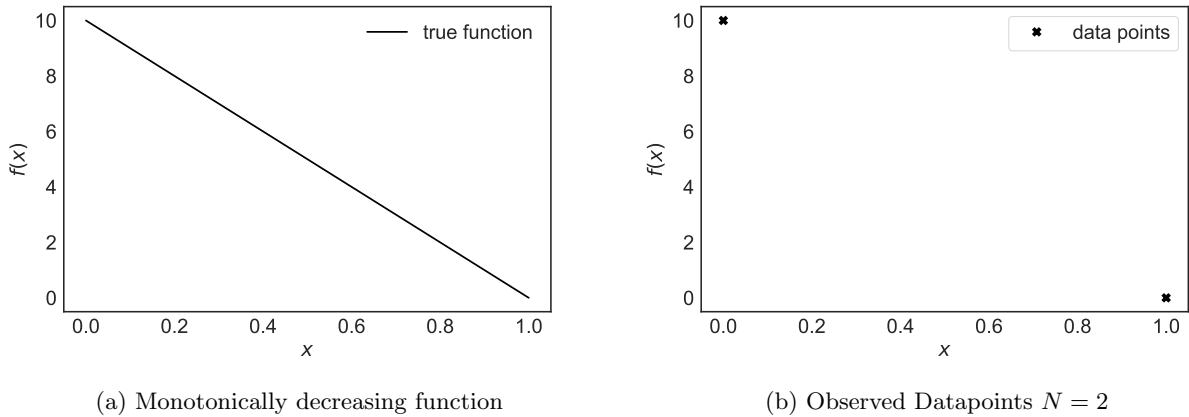 10
8
6
4
2
0
f(x)
true function
0.0 0.2 0.4 0.6 0.8 1.0
x
(a) Monotonically decreasing function
10
8
6
4
2
0
f(x)
data points
0.0 0.2 0.4 0.6 0.8 1.0
x
(b) Observed Datapoints N = 2